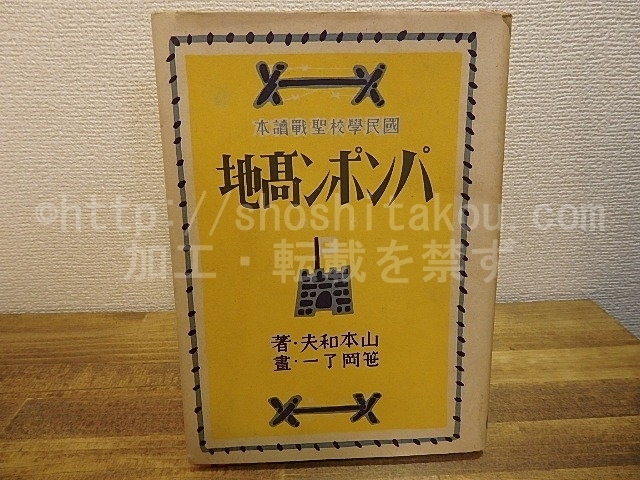 國民學校聖戰讀本
パンポン高地
山本和夫・著
笹岡了一・畫
©http://shoshitakou.com
加工・転載を禁ず